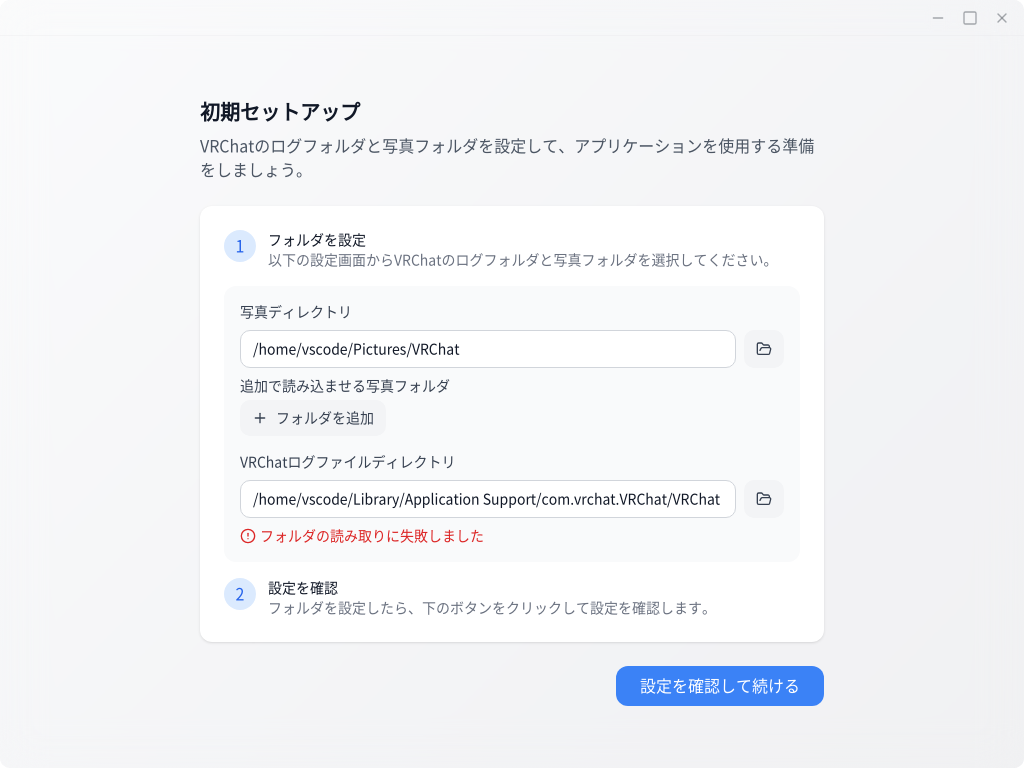 初期セットアップ
VRChatのログフォルダと写真フォルダを設定して、アプリケーションを使用する準備
をしましょう。
1
フォルダを設定
以下の設定画面からVRChatのログフォルダと写真フォルダを選択してください。
写真ディレクトリ
/home/vscode/Pictures/VRChat
追加で読み込ませる写真フォルダ
+ フォルダを追加
VRChatログファイルディレクトリ
/home/vscode/Library/Application Support/com.vrchat.VRChat/VRChat
フォルダの読み取りに失敗しました
2
設定を確認
フォルダを設定したら、下のボタンをクリックして設定を確認します。
設定を確認して続ける